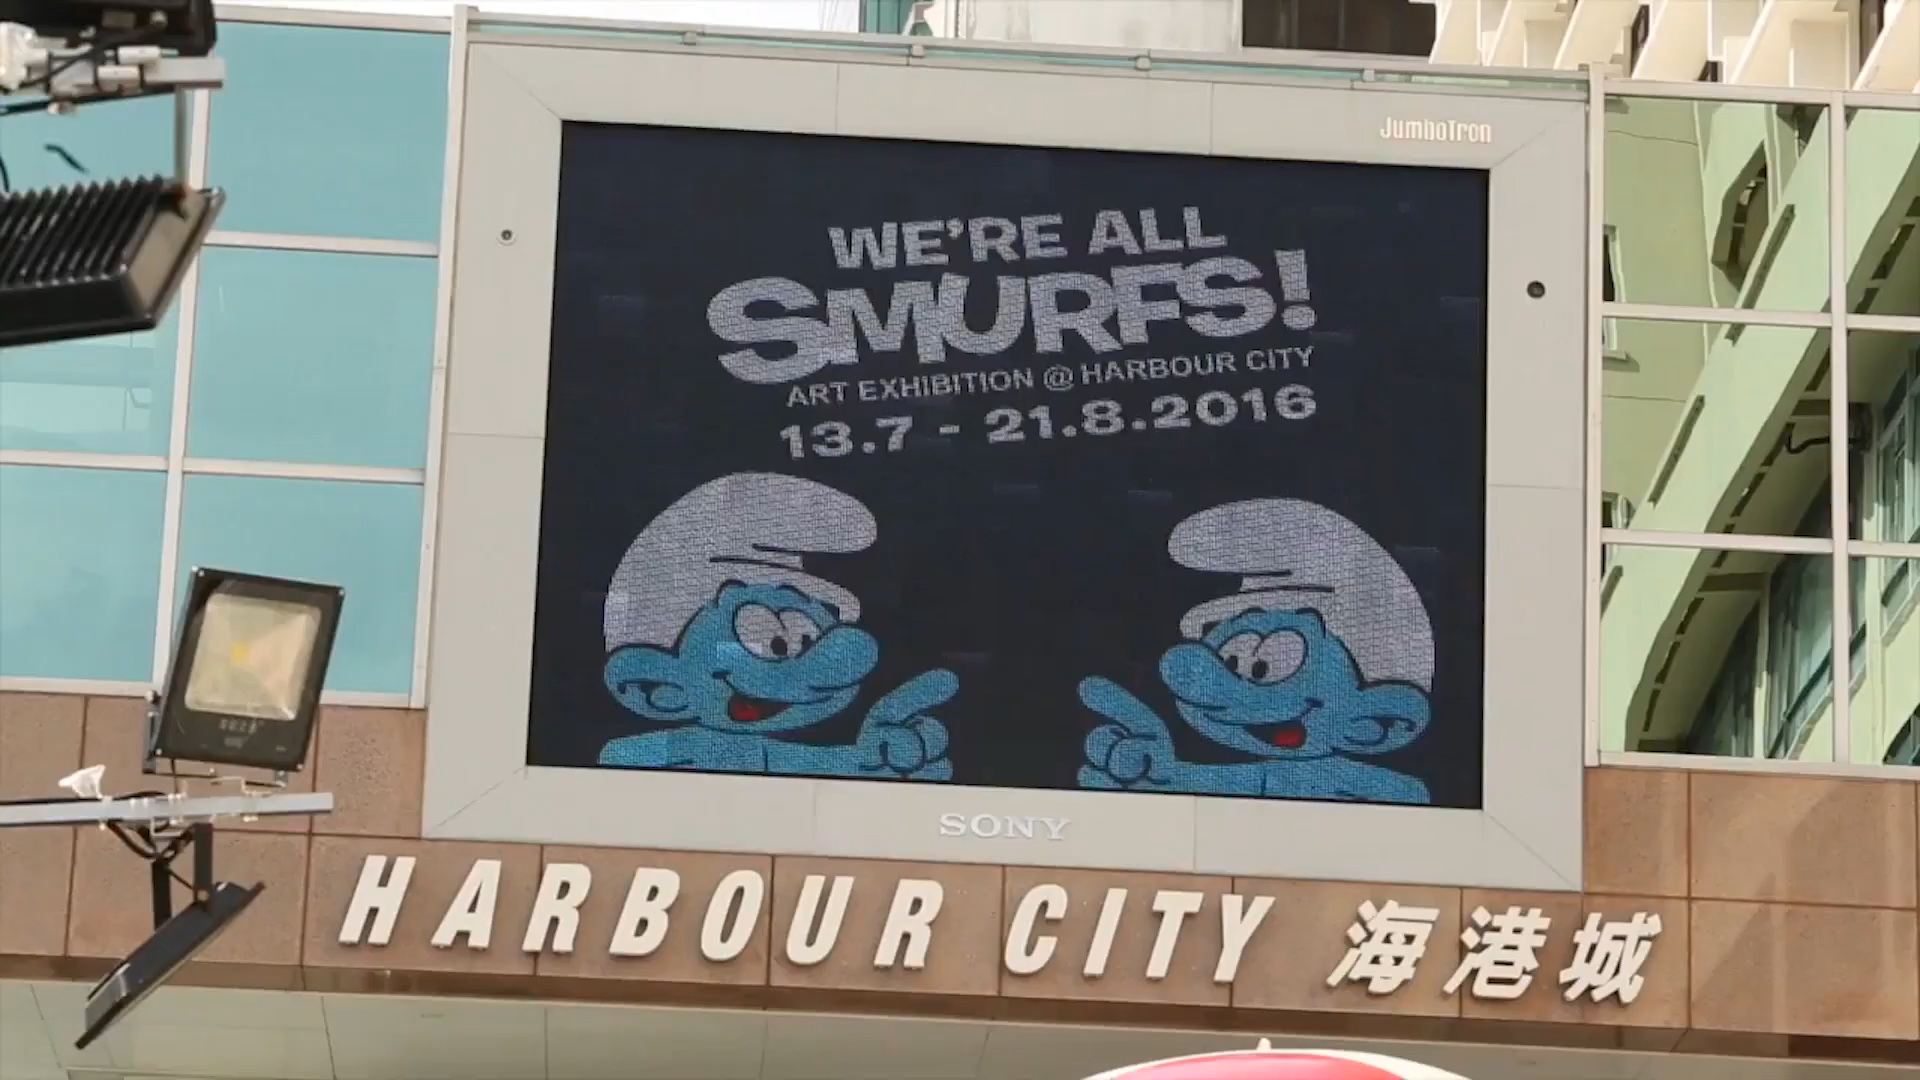 JumboTron
WE'RE ALL
SMURFS!
ART EXHIBITION @ HARBOUR CITY
13.7 - 21.8.2016
SONY
HARBOUR CITY 海港城